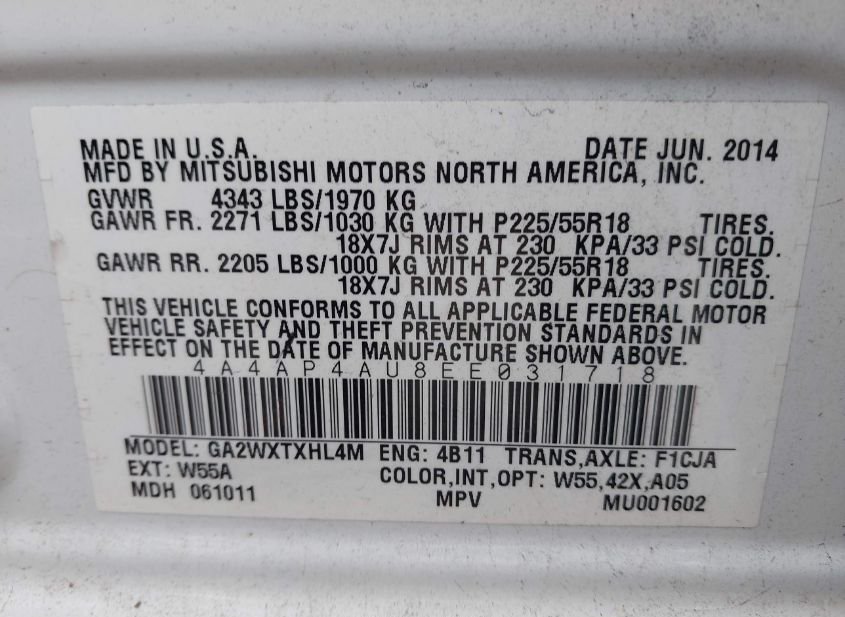 MADE IN U.S.A. DATE JUN. 2014
MFD BY MITSUBISHI MOTORS NORTH AMERICA, INC.
GVWR 4343 LBS/1970 KG
GAWR FR. 2271 LBS/1030 KG WITH P225/55R18 TIRES.
18X7J RIMS AT 230 KPA/33 PSI COLD.
GAWR RR. 2205 LBS/1000 KG WITH P225/55R18 TIRES.
18X7J RIMS AT 230 KPA/33 PSI COLD.
THIS VEHICLE CONFORMS TO ALL APPLICABLE FEDERAL MOTOR
VEHICLE SAFETY AND THEFT PREVENTION STANDARDS IN
EFFECT ON THE DATE OF MANUFACTURE SHOWN ABOVE.
4A4AP4AU8EE031718
MODEL: GA2WXTXHL4M ENG: 4B11 TRANS,AXLE: F1CJA
EXT: W55A COLOR,INT,OPT: W55,42X,A05
MDH 061011 MPV MU001602